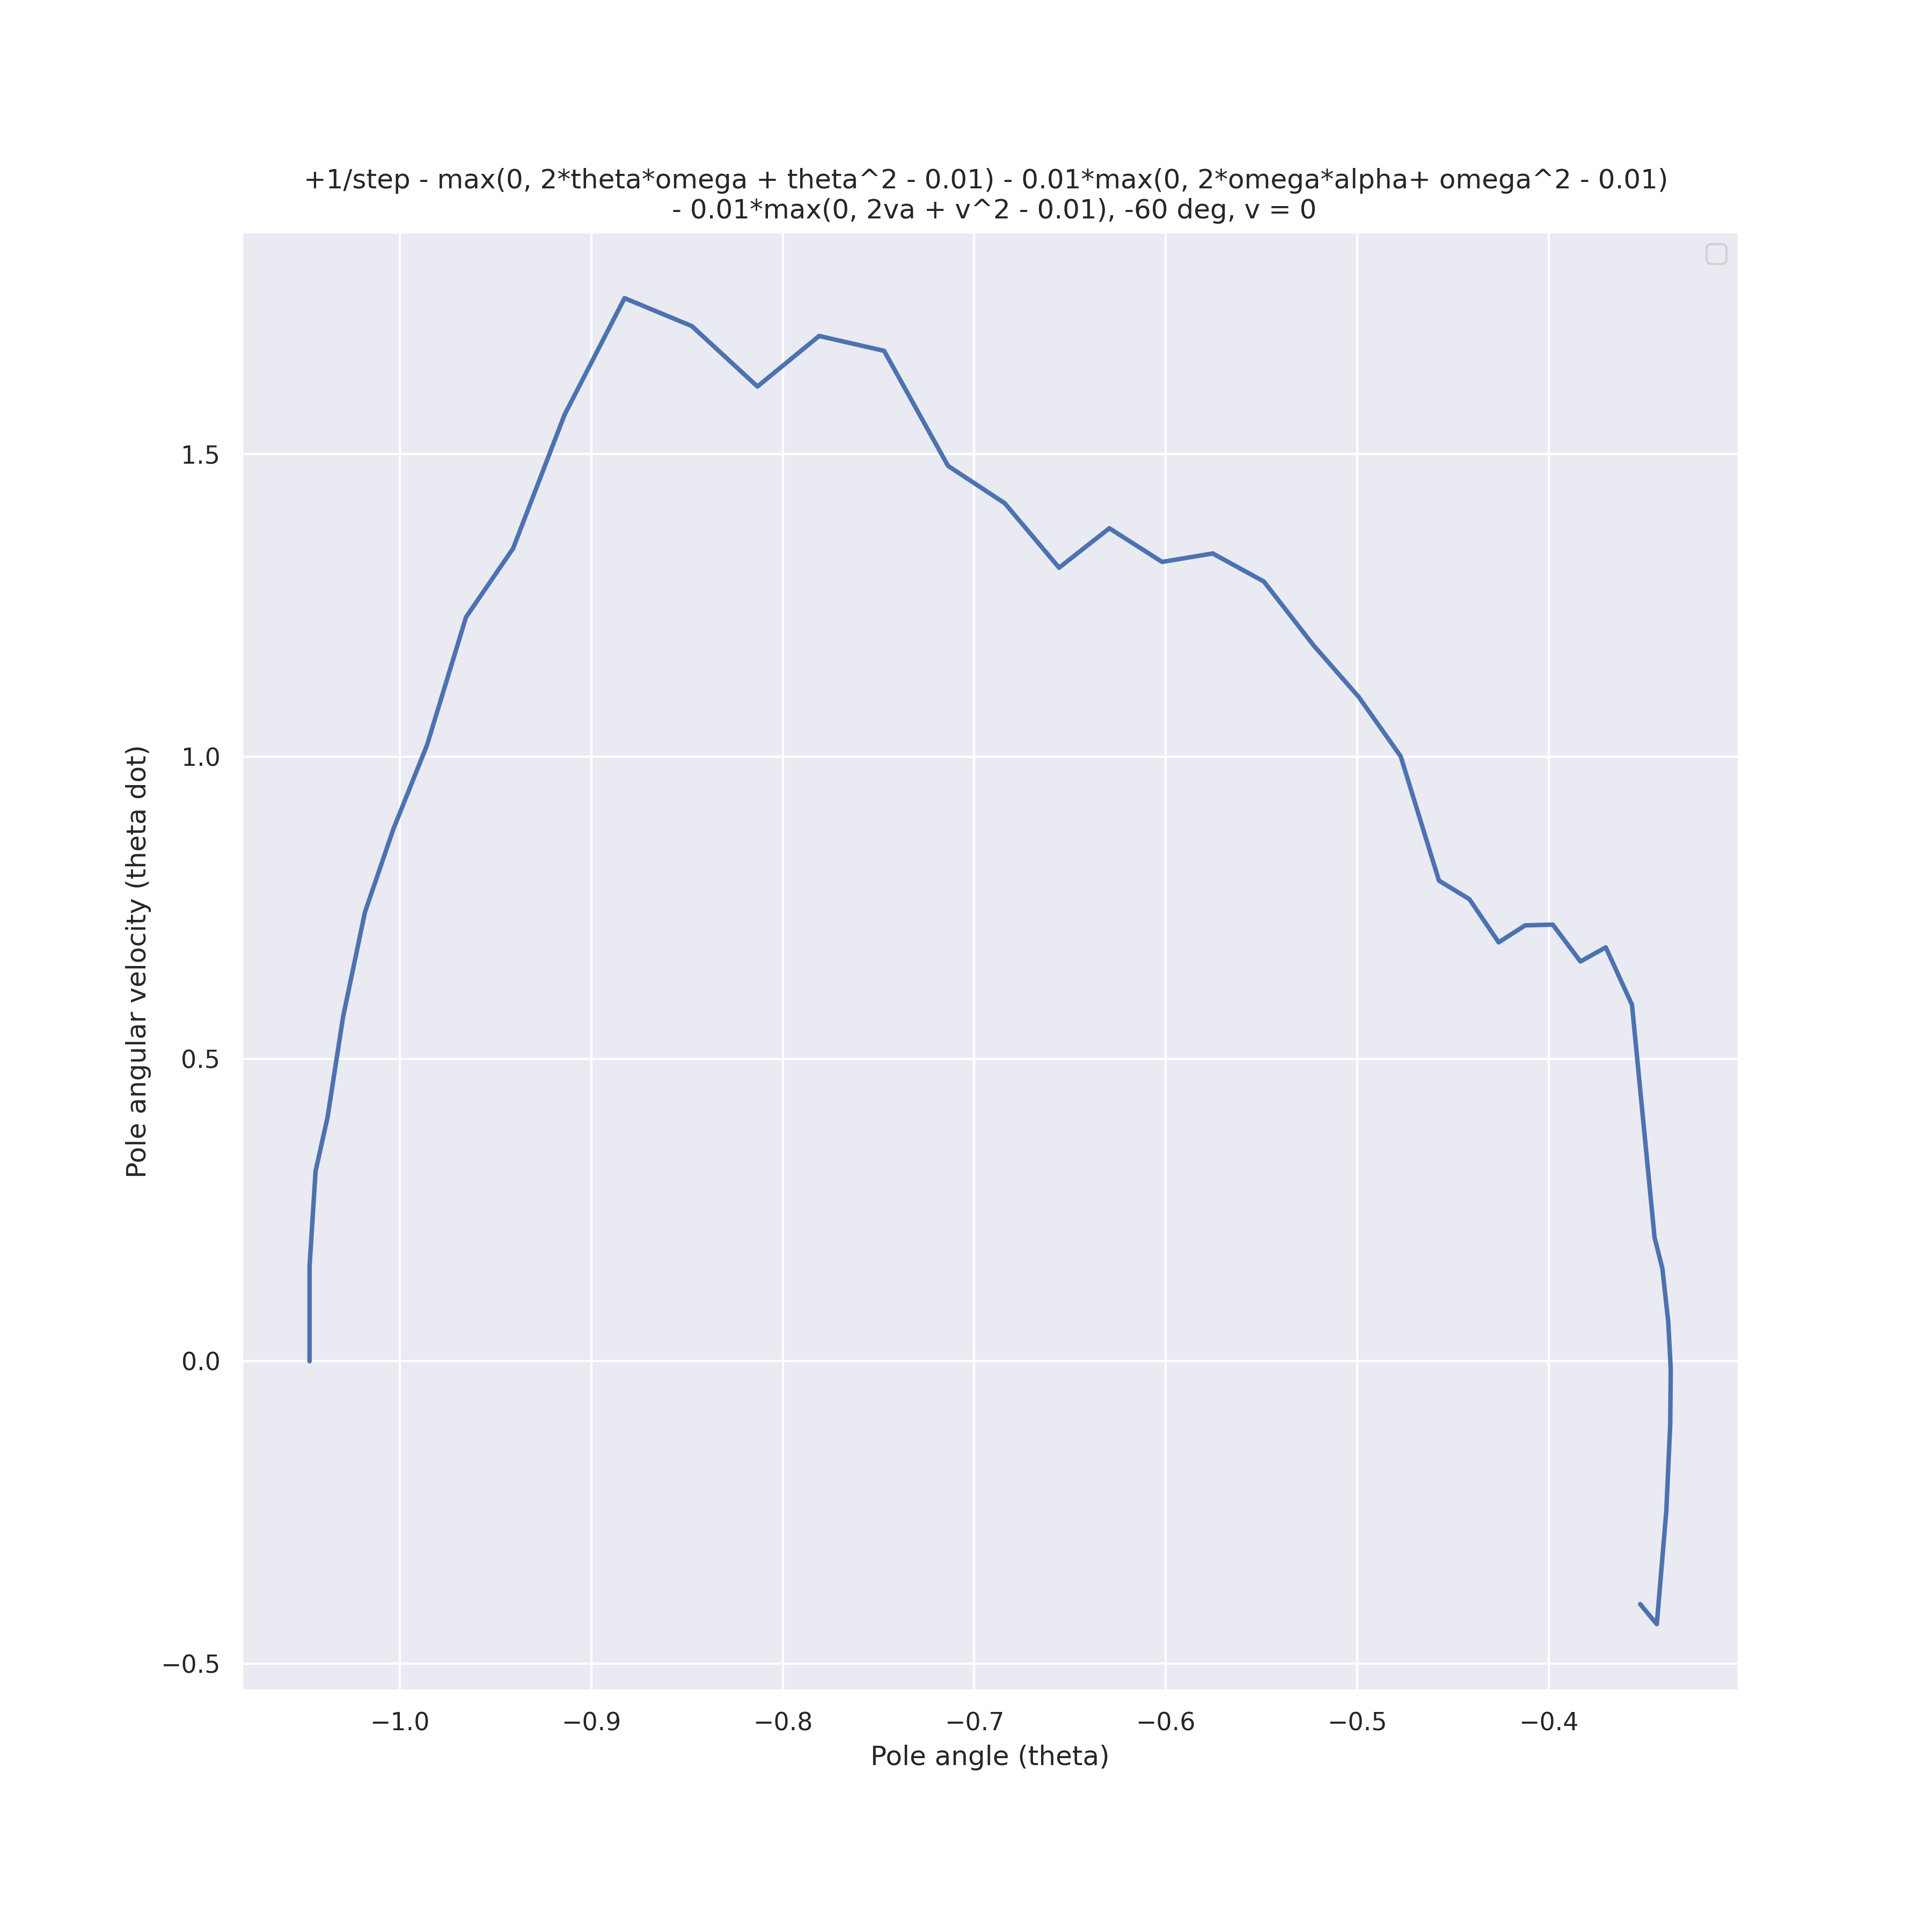 +1/step - max(0, 2*theta*omega + theta^2 - 0.01) - 0.01*max(0, 2*omega*alpha+ omega^2 - 0.01)
- 0.01*max(0, 2va + v^2 - 0.01), -60 deg, v = 0
1.5
1.0
0.5
0.0
−0.5
Pole angular velocity (theta dot)
−1.0 −0.9 −0.8 −0.7 −0.6 −0.5 −0.4
Pole angle (theta)